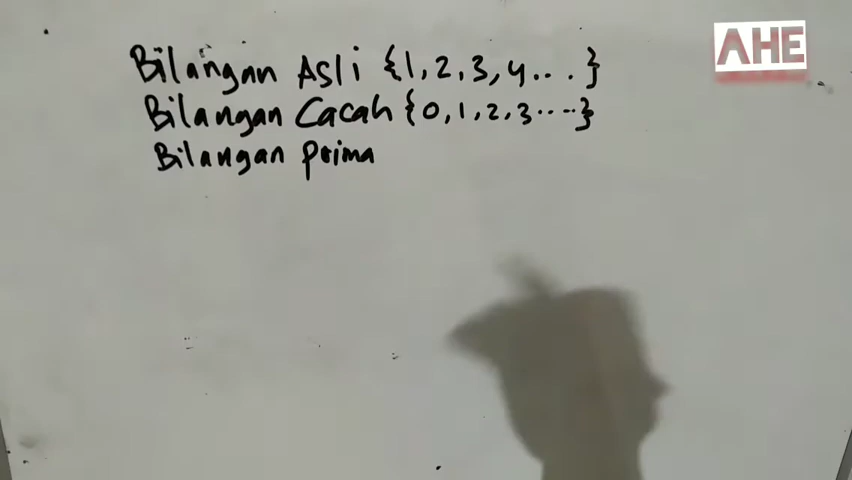 AHE
Bilangan Asli {1, 2, 3, 4 . . . . }
Bilangan Cacah {0, 1, 2, 3 .....}
Bilangan prima